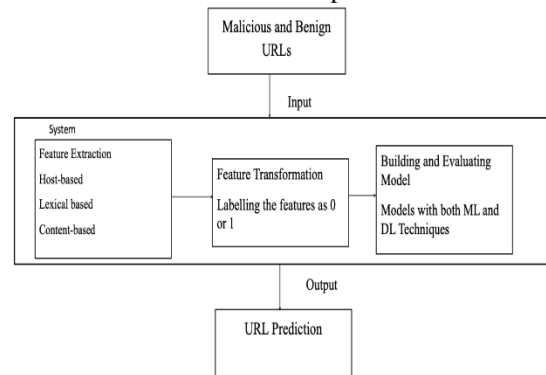 Malicious and Benign
URLs
Input
System
Feature Extraction
Host-based
Lexical based
Content-based
Feature Transformation
Labelling the features as 0
or 1
Building and Evaluating
Model
Models with both ML and
DL Techniques
Output
URL Prediction